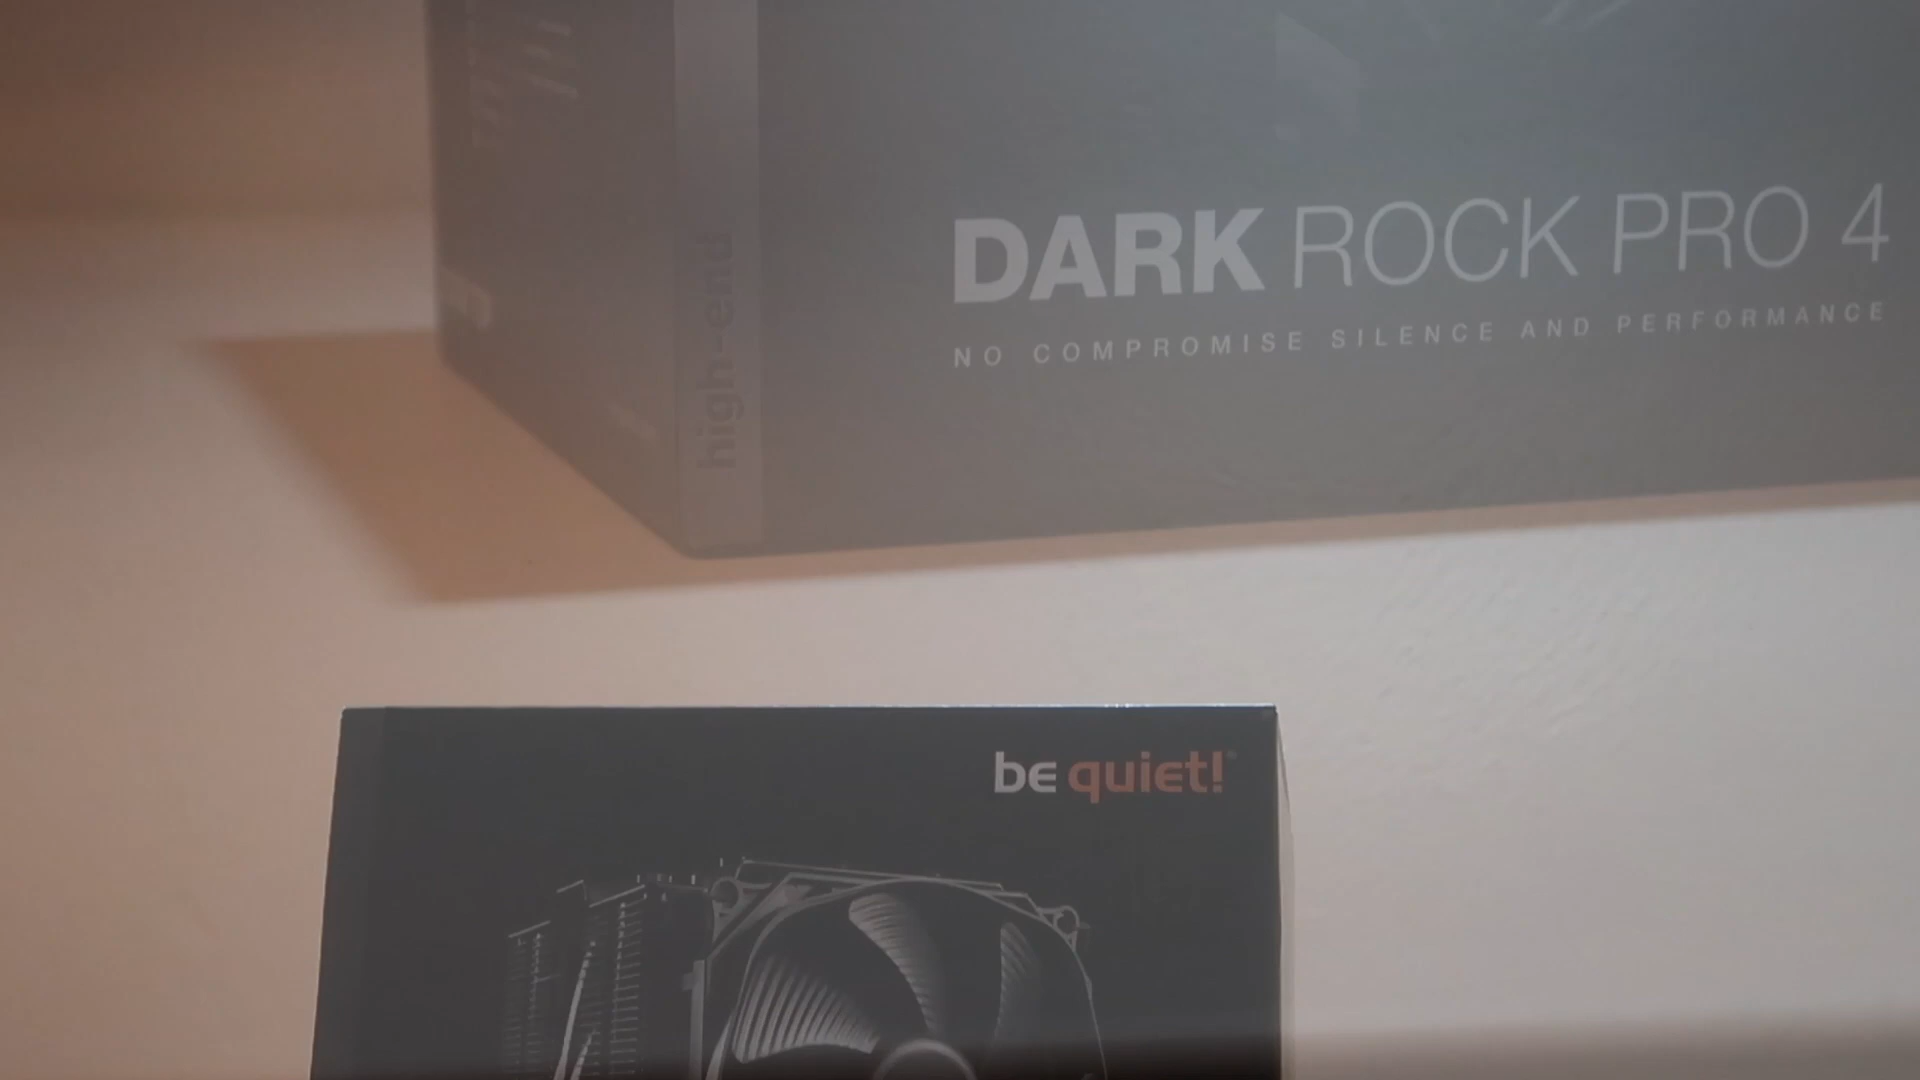 high-end
DARK ROCK PRO 4
NO COMPROMISE SILENCE AND PERFORMANCE
be quiet!